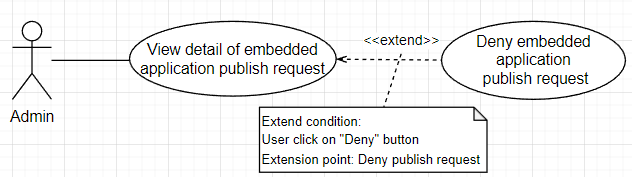 View detail of embedded
application publish request
<<extend>>
Deny embedded
application
publish request
Admin
Extend condition:
User click on "Deny" button
Extension point: Deny publish request